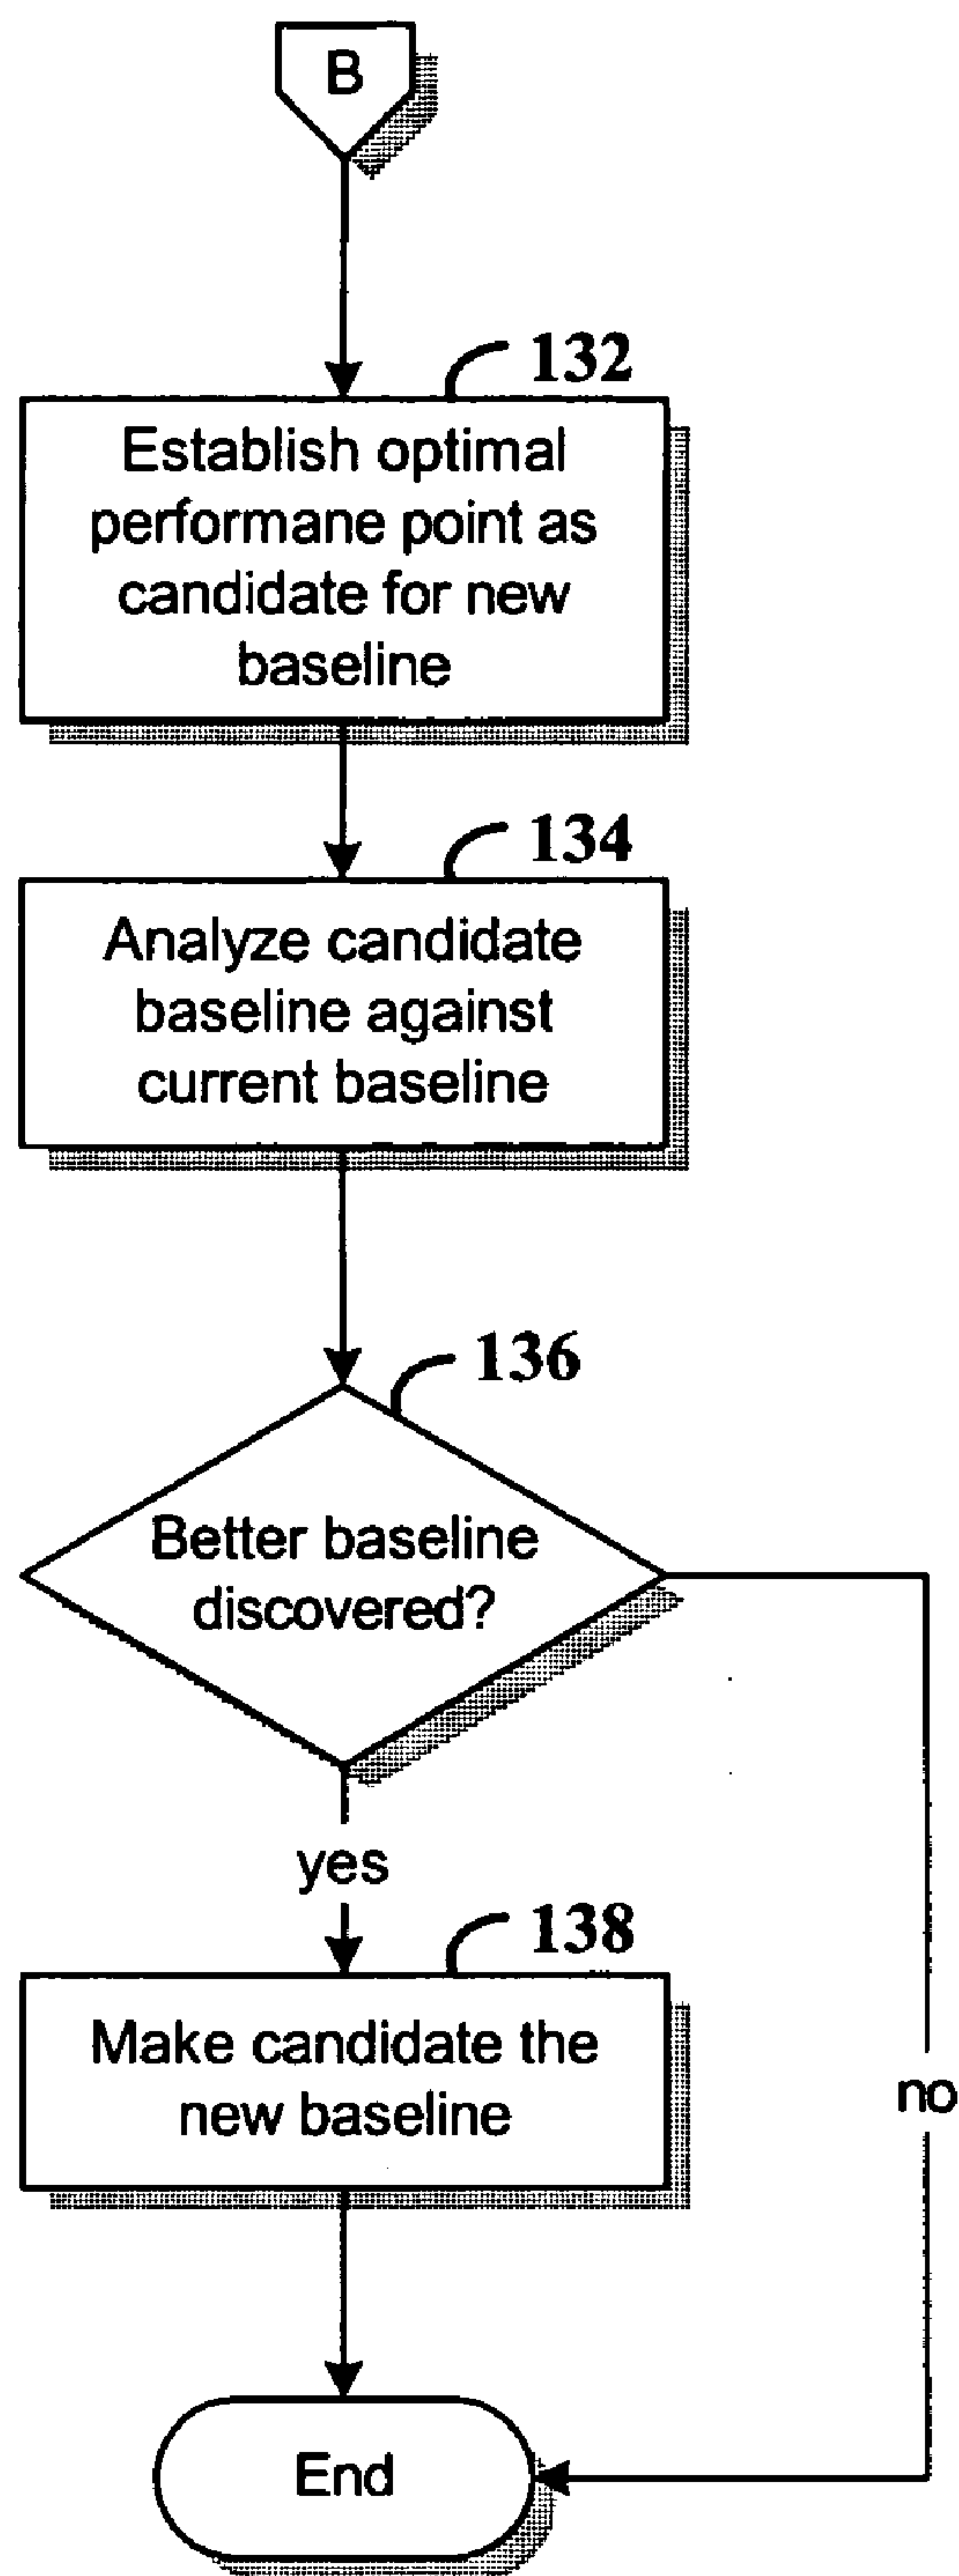 B
132
Establish optimal
performane point as
candidate for new
baseline
134
Analyze candidate
baseline against
current baseline
136
Better baseline
discovered?
yes
138
Make candidate the
new baseline
no
End